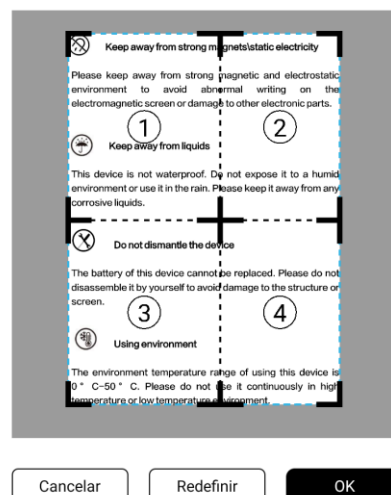 Keep away from strong magnets\static electricity
Please keep away from strong magnetic and electrostatic
environment to avoid abnormal writing on the
electromagnetic screen or damage to other electronic parts.
1
2
Keep away from liquids
This device is not waterproof. Do not expose it to a humid
environment or use it in the rain. Please keep it away from any
corrosive liquids.
Do not dismantle the device
The battery of this device cannot be replaced. Please do not
disassemble it by yourself to avoid damage to the structure or
screen.
3
4
Using environment
The environment temperature range of using this device is
0° C-50° C. Please do not use it continuously in high
temperature or low temperature environment.
Cancelar
Redefinir
OK